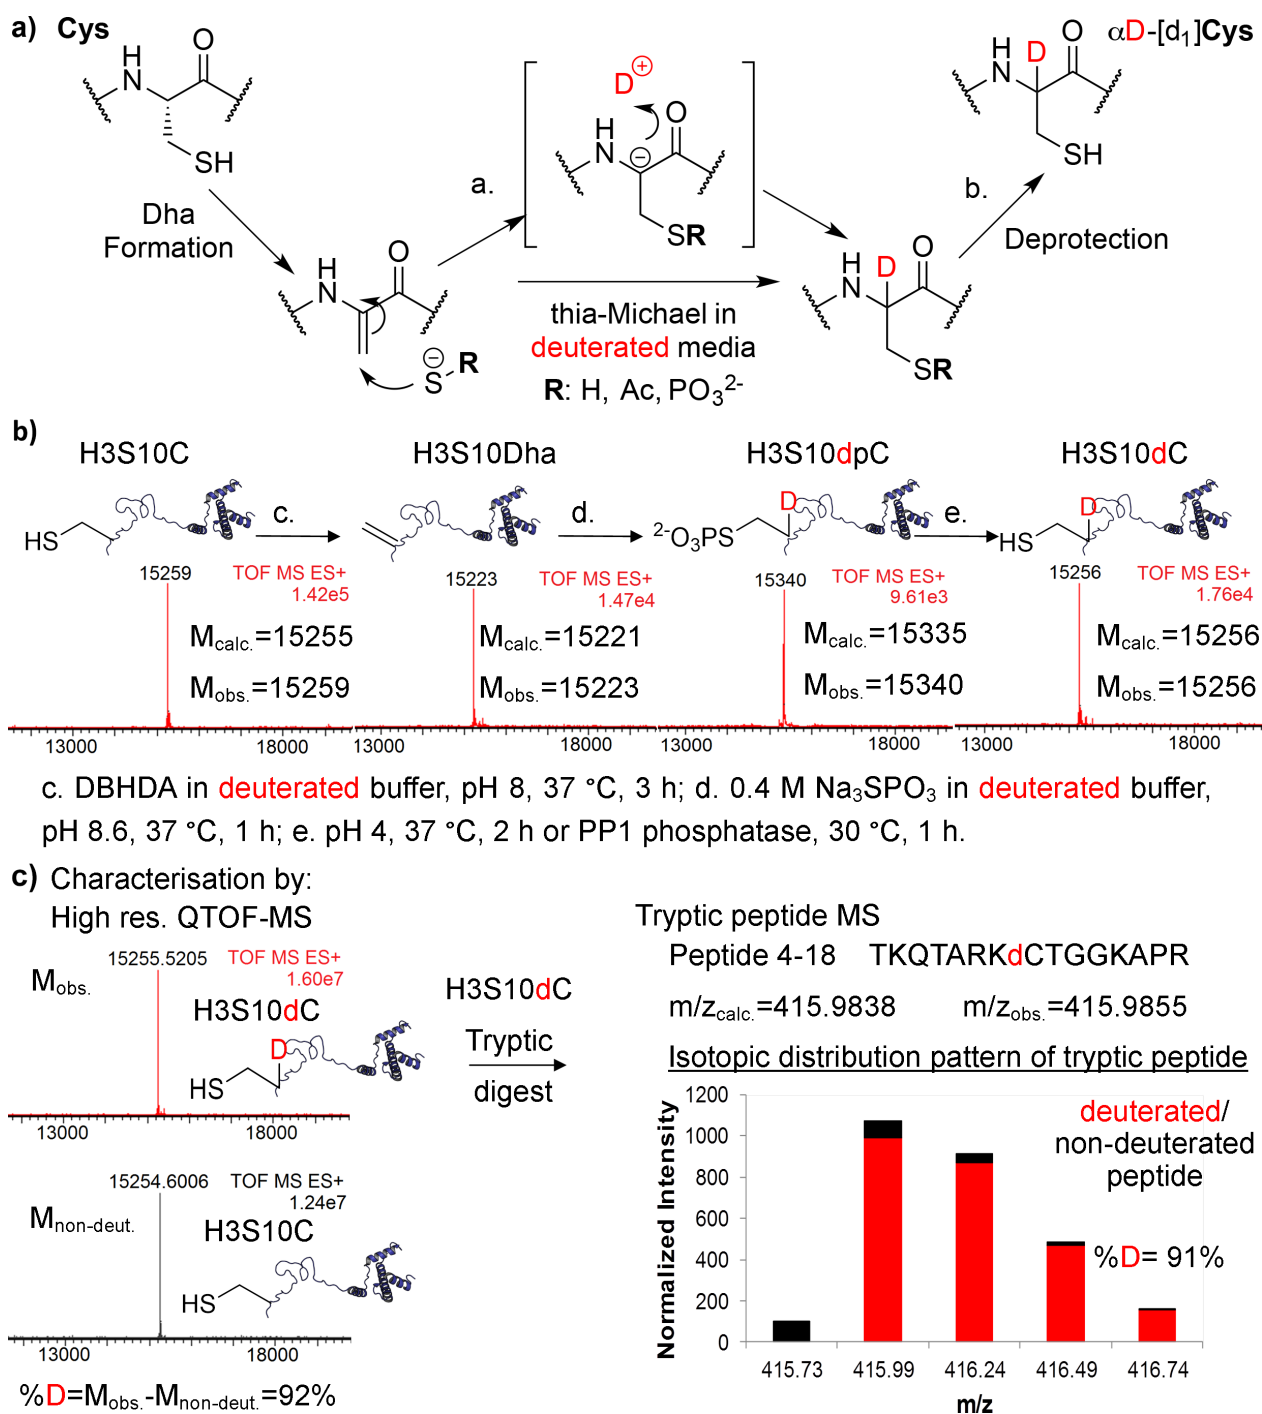 a) Cys
αD-[d₁]Cys
H
N
O
SH
Dha
Formation
a.
D⊕
H
N
O
⊖
SR
b.
H
N
D
O
SH
Deprotection
H
N
O
⊖
S
R
thia-Michael in
deuterated media
R: H, Ac, PO₃²⁻
H
N
D
O
SR
b)
H3S10C
H3S10Dha
H3S10dpC
H3S10dC
HS
c.
d.
²⁻O₃PS
D
e.
HS
D
15259
TOF MS ES+
1.42e5
Mcalc.=15255
Mobs.=15259
15223
TOF MS ES+
1.47e4
Mcalc.=15221
Mobs.=15223
15340
TOF MS ES+
9.61e3
Mcalc.=15335
Mobs.=15340
15256
TOF MS ES+
1.76e4
Mcalc.=15256
Mobs.=15256
13000 18000 13000 18000 13000 18000 13000 18000
c. DBHDA in deuterated buffer, pH 8, 37 °C, 3 h; d. 0.4 M Na₃SPO₃ in deuterated buffer,
pH 8.6, 37 °C, 1 h; e. pH 4, 37 °C, 2 h or PP1 phosphatase, 30 °C, 1 h.
c) Characterisation by:
High res. QTOF-MS
15255.5205
TOF MS ES+
1.60e7
Mobs.
H3S10dC
D
HS
13000 18000
15254.6006
TOF MS ES+
1.24e7
Mnon-deut.
H3S10C
HS
13000 18000
%D=Mobs.-Mnon-deut.=92%
H3S10dC
Tryptic
digest
Tryptic peptide MS
Peptide 4-18 TKQTARKdCTGGKAPR
m/zcalc.=415.9838 m/zobs.=415.9855
Isotopic distribution pattern of tryptic peptide
Normalized Intensity
1200
1000
800
600
400
200
0
deuterated/
non-deuterated
peptide
%D= 91%
415.73 415.99 416.24 416.49 416.74
m/z